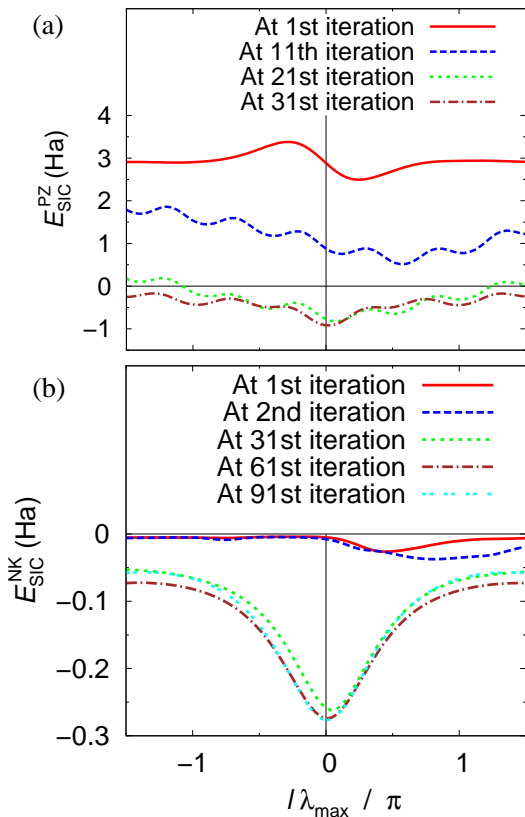 (a)
At 1st iteration
At 11th iteration
At 21st iteration
At 31st iteration
E_SIC^PZ (Ha)
4
3
2
1
0
−1
(b)
At 1st iteration
At 2nd iteration
At 31st iteration
At 61st iteration
At 91st iteration
E_SIC^NK (Ha)
0
−0.1
−0.2
−0.3
−1 0 1
l λmax / π